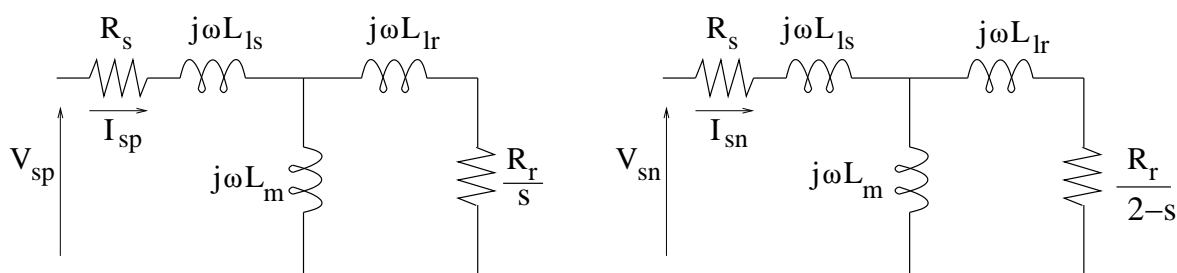 R_s jωL_ls jωL_lr
I_sp
V_sp
jωL_m
R_r
s
R_s jωL_ls jωL_lr
I_sn
V_sn
jωL_m
R_r
2−s